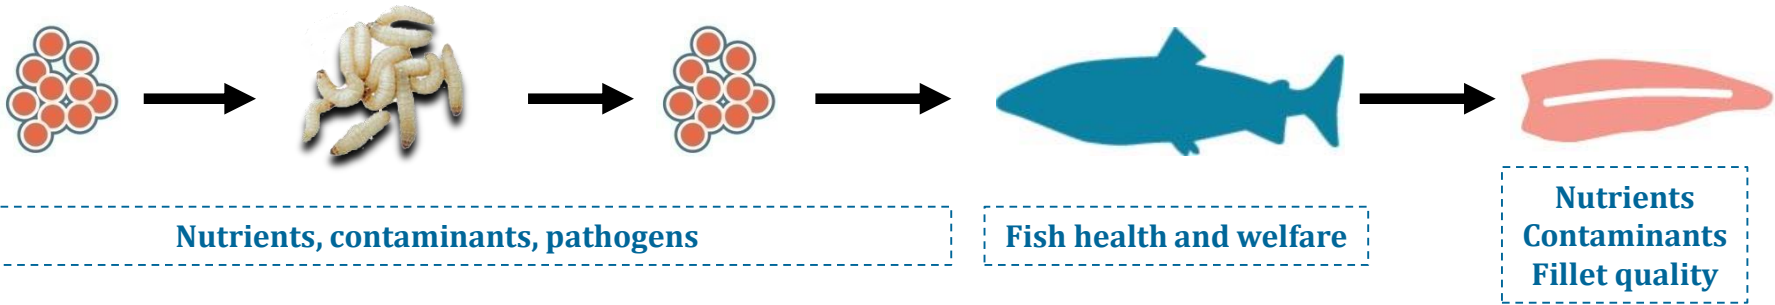 Nutrients, contaminants, pathogens
Fish health and welfare
Nutrients
Contaminants
Fillet quality